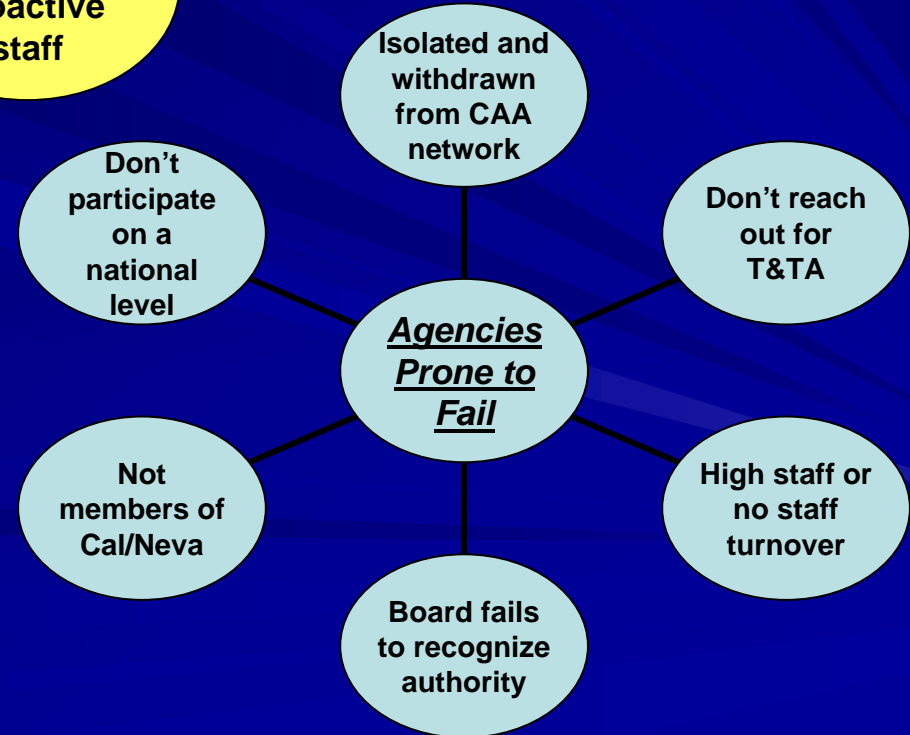 staff
Isolated and
withdrawn
from CAA
network
Don't
participate
on a
national
level
Don't reach
out for
T&TA
Agencies
Prone to
Fail
Not
members of
Cal/Neva
High staff or
no staff
turnover
Board fails
to recognize
authority